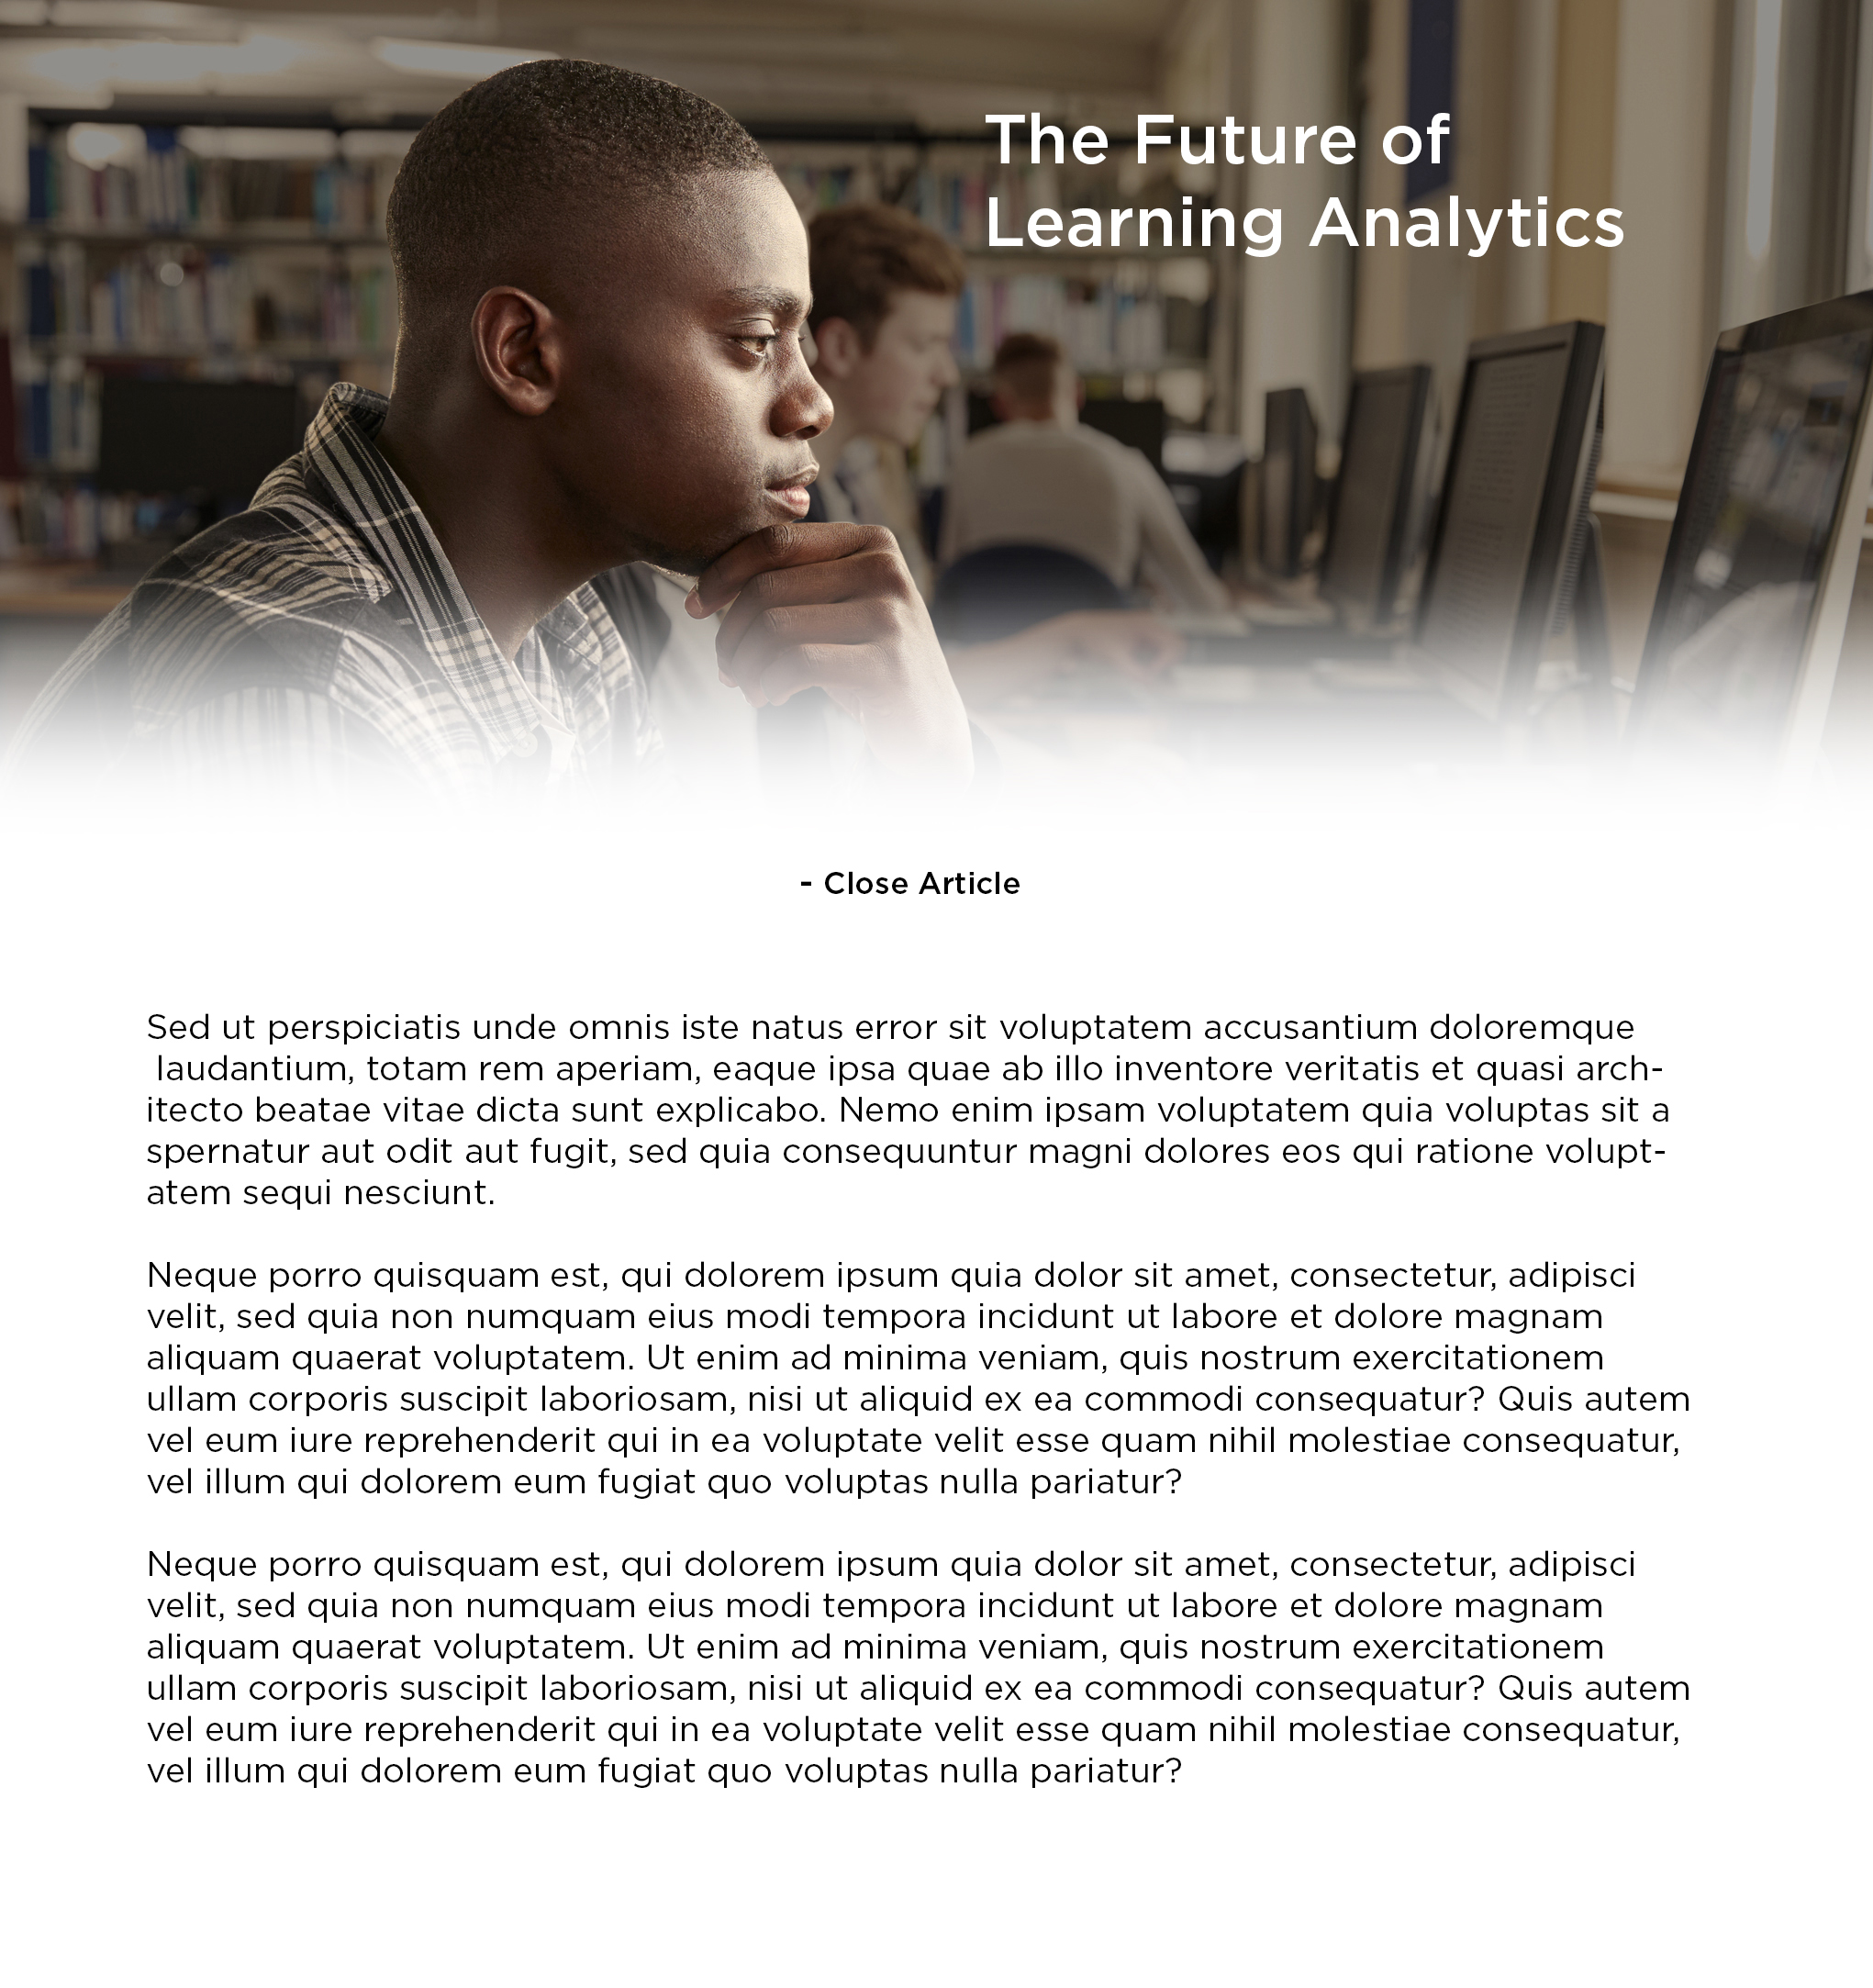 The Future of
Learning Analytics
- Close Article
Sed ut perspiciatis unde omnis iste natus error sit voluptatem accusantium doloremque
laudantium, totam rem aperiam, eaque ipsa quae ab illo inventore veritatis et quasi arch-
itecto beatae vitae dicta sunt explicabo. Nemo enim ipsam voluptatem quia voluptas sit a
spernatur aut odit aut fugit, sed quia consequuntur magni dolores eos qui ratione volupt-
atem sequi nesciunt.
Neque porro quisquam est, qui dolorem ipsum quia dolor sit amet, consectetur, adipisci
velit, sed quia non numquam eius modi tempora incidunt ut labore et dolore magnam
aliquam quaerat voluptatem. Ut enim ad minima veniam, quis nostrum exercitationem
ullam corporis suscipit laboriosam, nisi ut aliquid ex ea commodi consequatur? Quis autem
vel eum iure reprehenderit qui in ea voluptate velit esse quam nihil molestiae consequatur,
vel illum qui dolorem eum fugiat quo voluptas nulla pariatur?
Neque porro quisquam est, qui dolorem ipsum quia dolor sit amet, consectetur, adipisci
velit, sed quia non numquam eius modi tempora incidunt ut labore et dolore magnam
aliquam quaerat voluptatem. Ut enim ad minima veniam, quis nostrum exercitationem
ullam corporis suscipit laboriosam, nisi ut aliquid ex ea commodi consequatur? Quis autem
vel eum iure reprehenderit qui in ea voluptate velit esse quam nihil molestiae consequatur,
vel illum qui dolorem eum fugiat quo voluptas nulla pariatur?